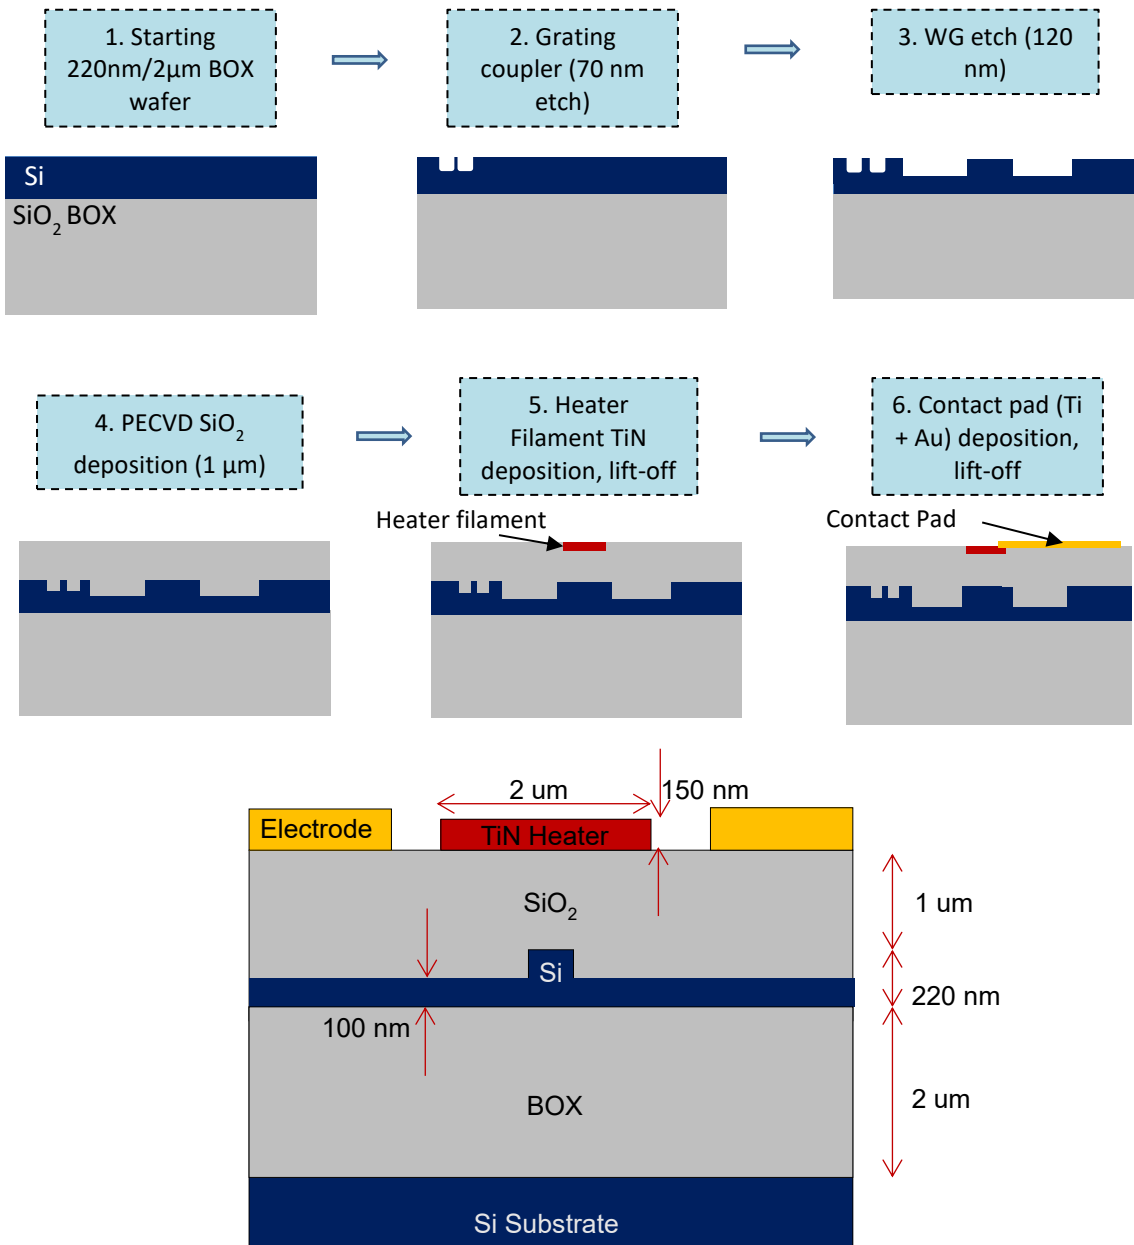 1. Starting
220nm/2µm BOX
wafer
2. Grating
coupler (70 nm
etch)
3. WG etch (120
nm)
Si
SiO2 BOX
4. PECVD SiO2
deposition (1 µm)
5. Heater
Filament TiN
deposition, lift-off
6. Contact pad (Ti
+ Au) deposition,
lift-off
Heater filament
Contact Pad
2 um
150 nm
Electrode
TiN Heater
SiO2
1 um
Si
220 nm
100 nm
BOX
2 um
Si Substrate